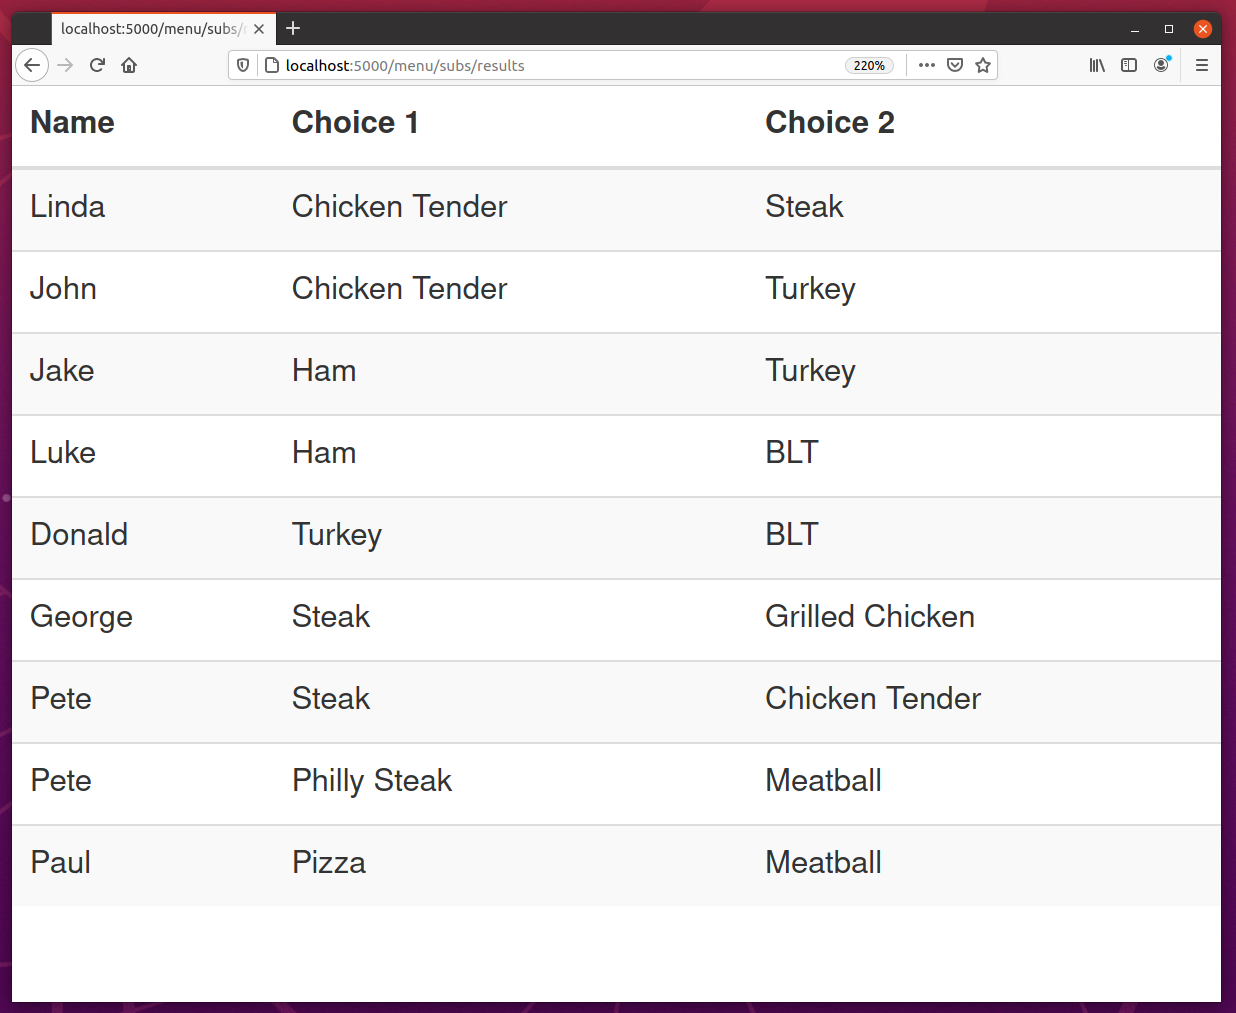 localhost:5000/menu/subs/
localhost:5000/menu/subs/results 220%
Name Choice 1 Choice 2
Linda Chicken Tender Steak
John Chicken Tender Turkey
Jake Ham Turkey
Luke Ham BLT
Donald Turkey BLT
George Steak Grilled Chicken
Pete Steak Chicken Tender
Pete Philly Steak Meatball
Paul Pizza Meatball